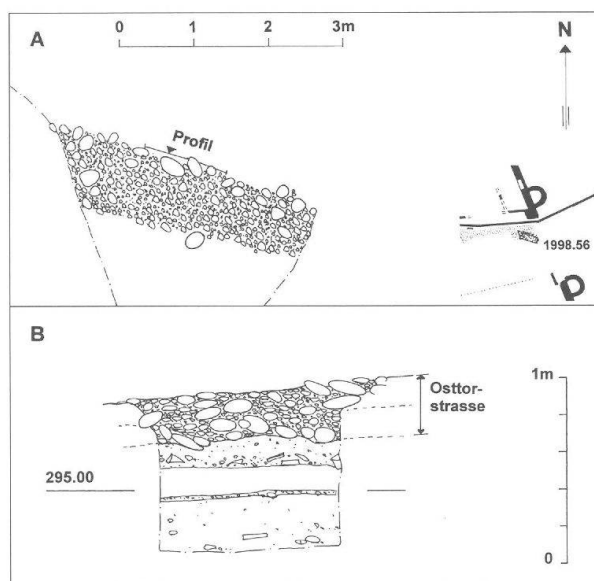 A
0 1 2 3m
N
Profil
1998.56
B
1m
Osttor-
strasse
295.00
0